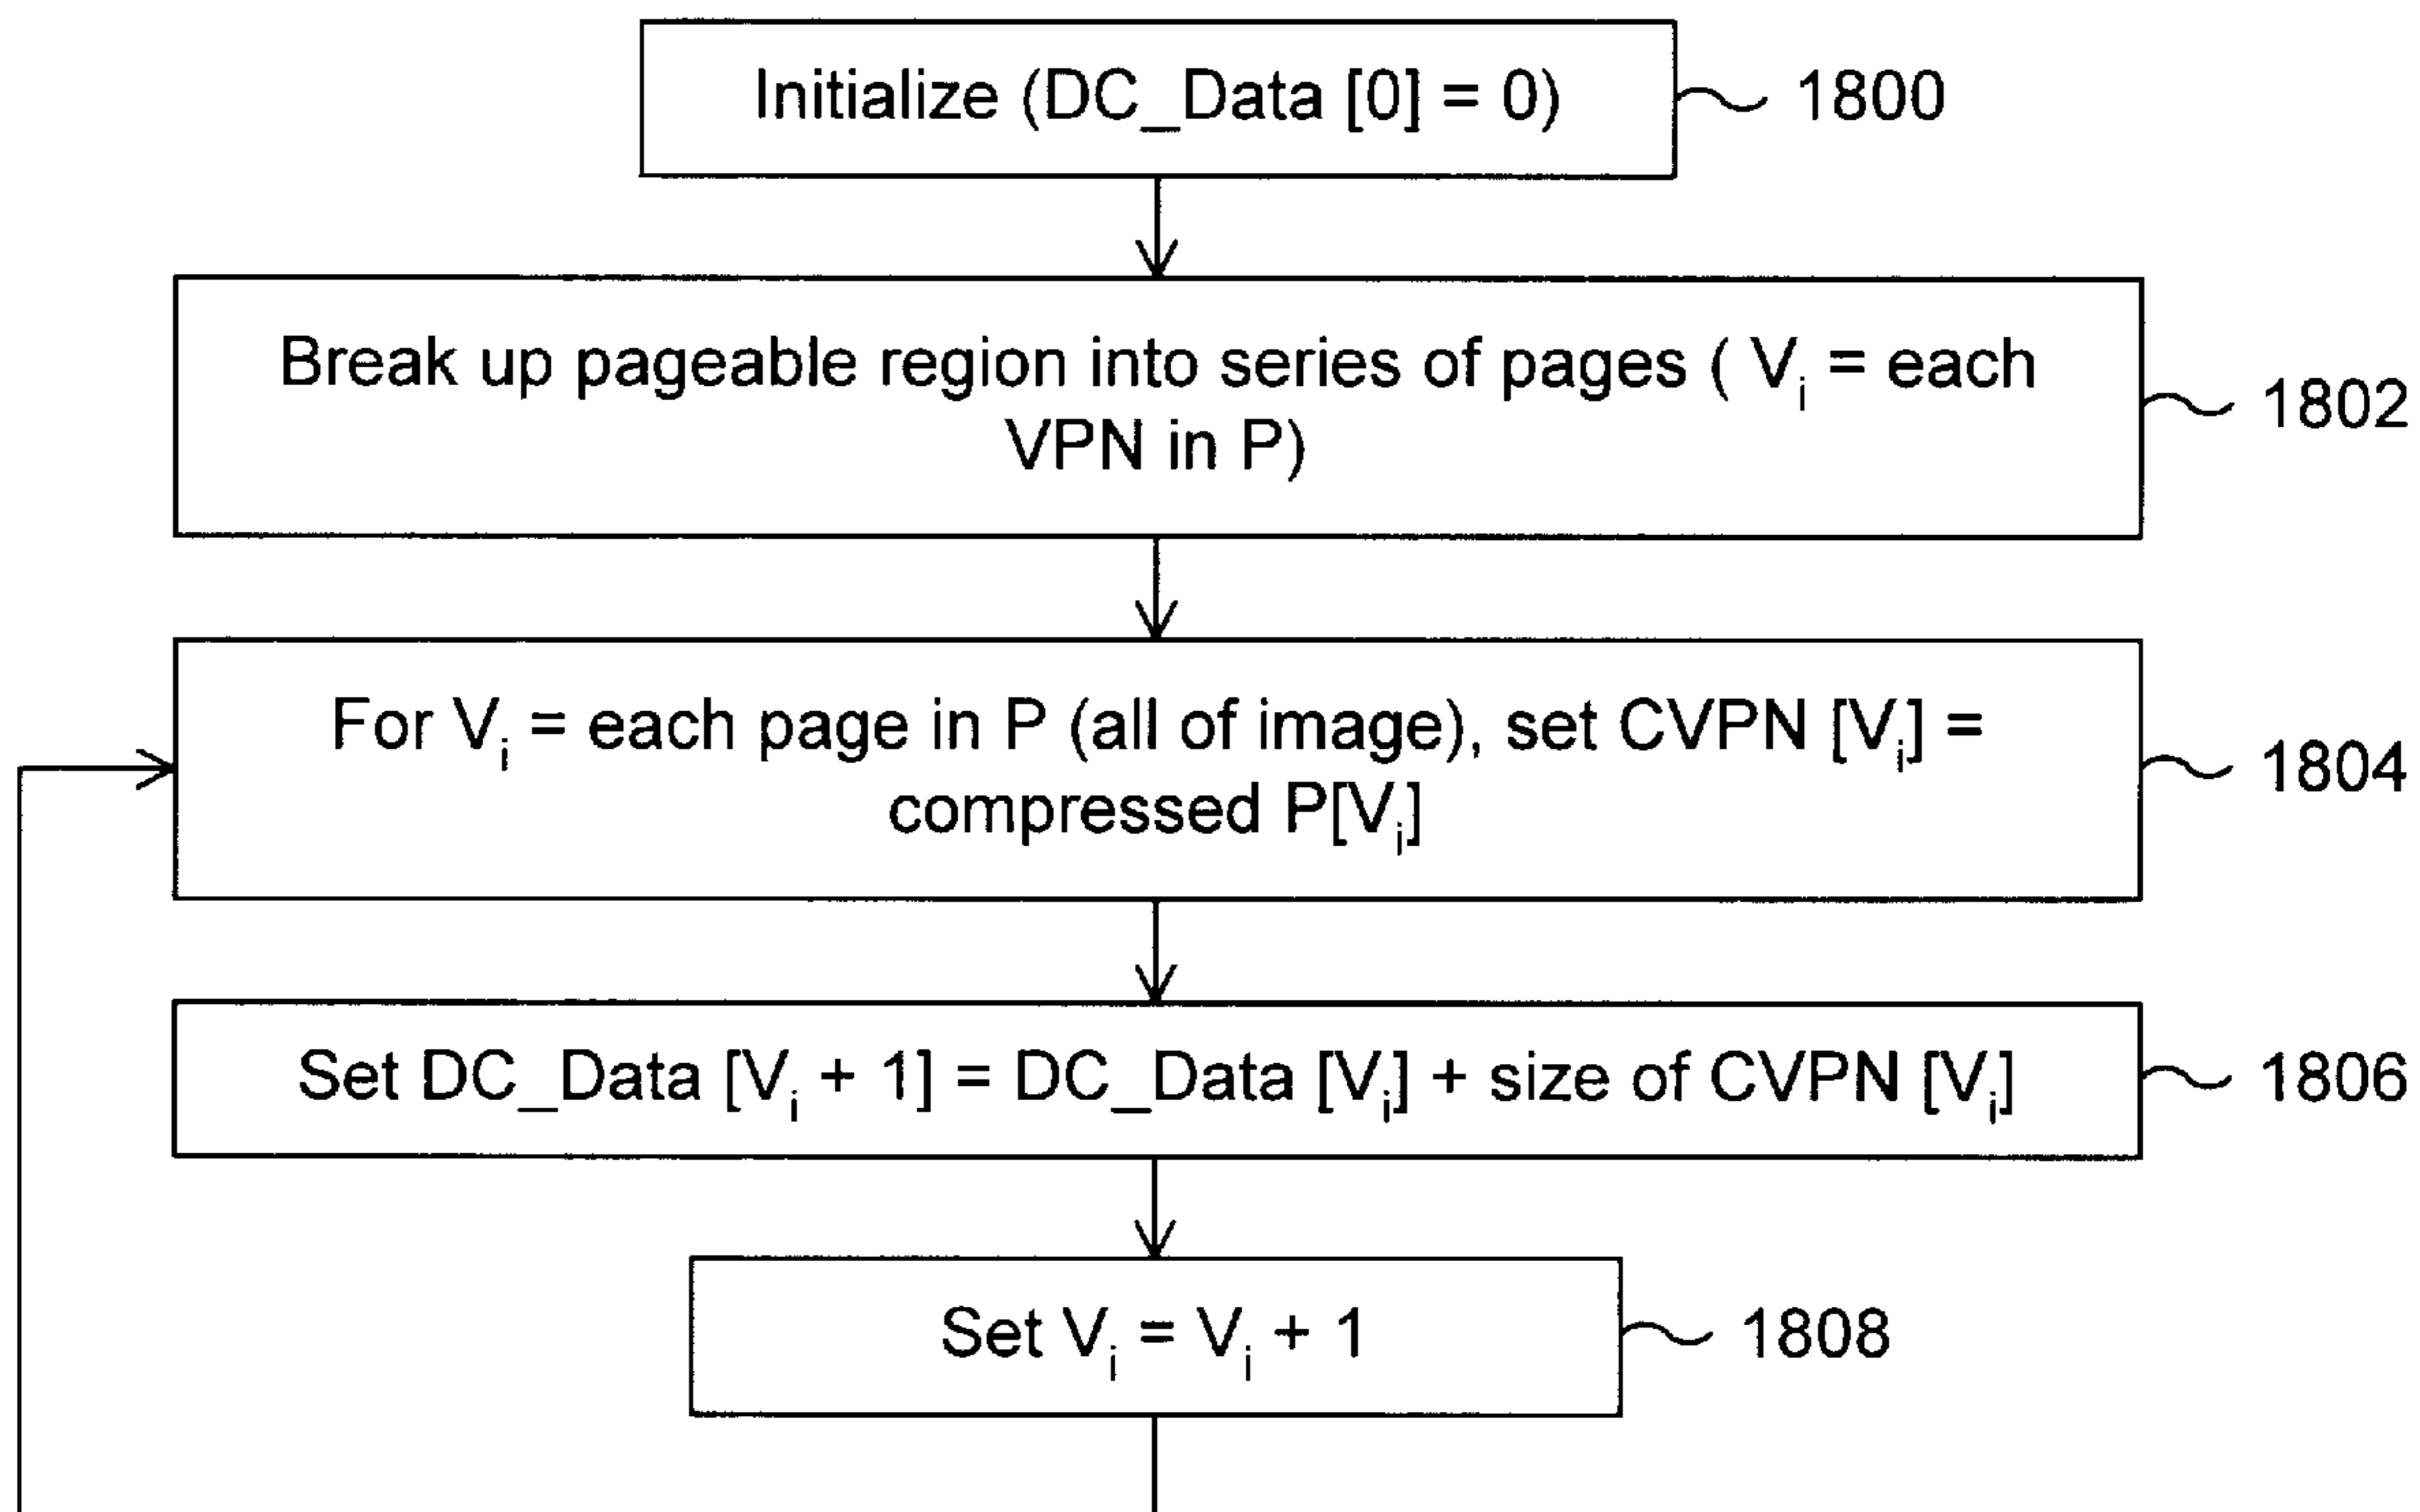 Initialize (DC_Data [0] = 0)
1800
Break up pageable region into series of pages ( Vᵢ = each
VPN in P)
1802
For Vᵢ = each page in P (all of image), set CVPN [Vᵢ] =
compressed P[Vᵢ]
1804
Set DC_Data [Vᵢ + 1] = DC_Data [Vᵢ] + size of CVPN [Vᵢ]
1806
Set Vᵢ = Vᵢ + 1
1808